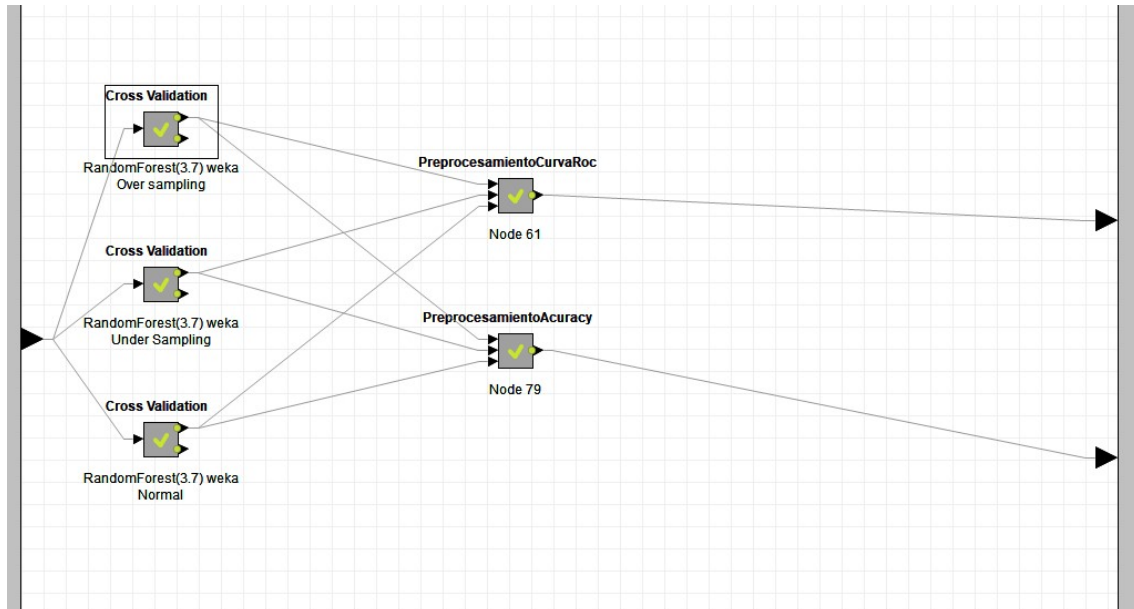 Cross Validation
RandomForest(3.7) weka
Over sampling
PreprocesamientoCurvaRoc
Node 61
Cross Validation
RandomForest(3.7) weka
Under Sampling
PreprocesamientoAcuracy
Node 79
Cross Validation
RandomForest(3.7) weka
Normal